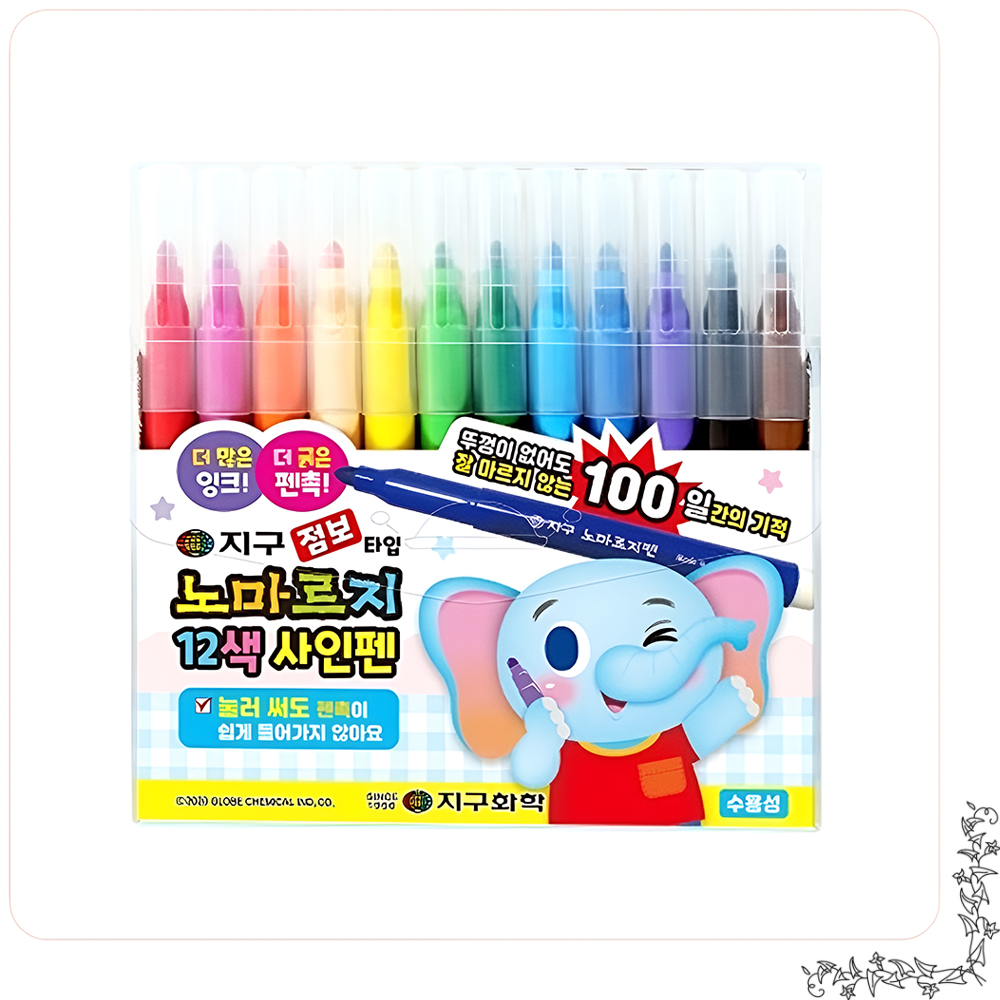 더 많은
잉크!
더 굵은
펜촉!
뚜껑이 없어도
잘 마르지 않는
100일간의 기적
지구 노마르지펜
지구 점보 타입
노마르지
12색 사인펜
눌러 써도 펜촉이
쉽게 들어가지 않아요
GLOBE CHEMICAL IND, CO.
SINCE
지구화학
수용성